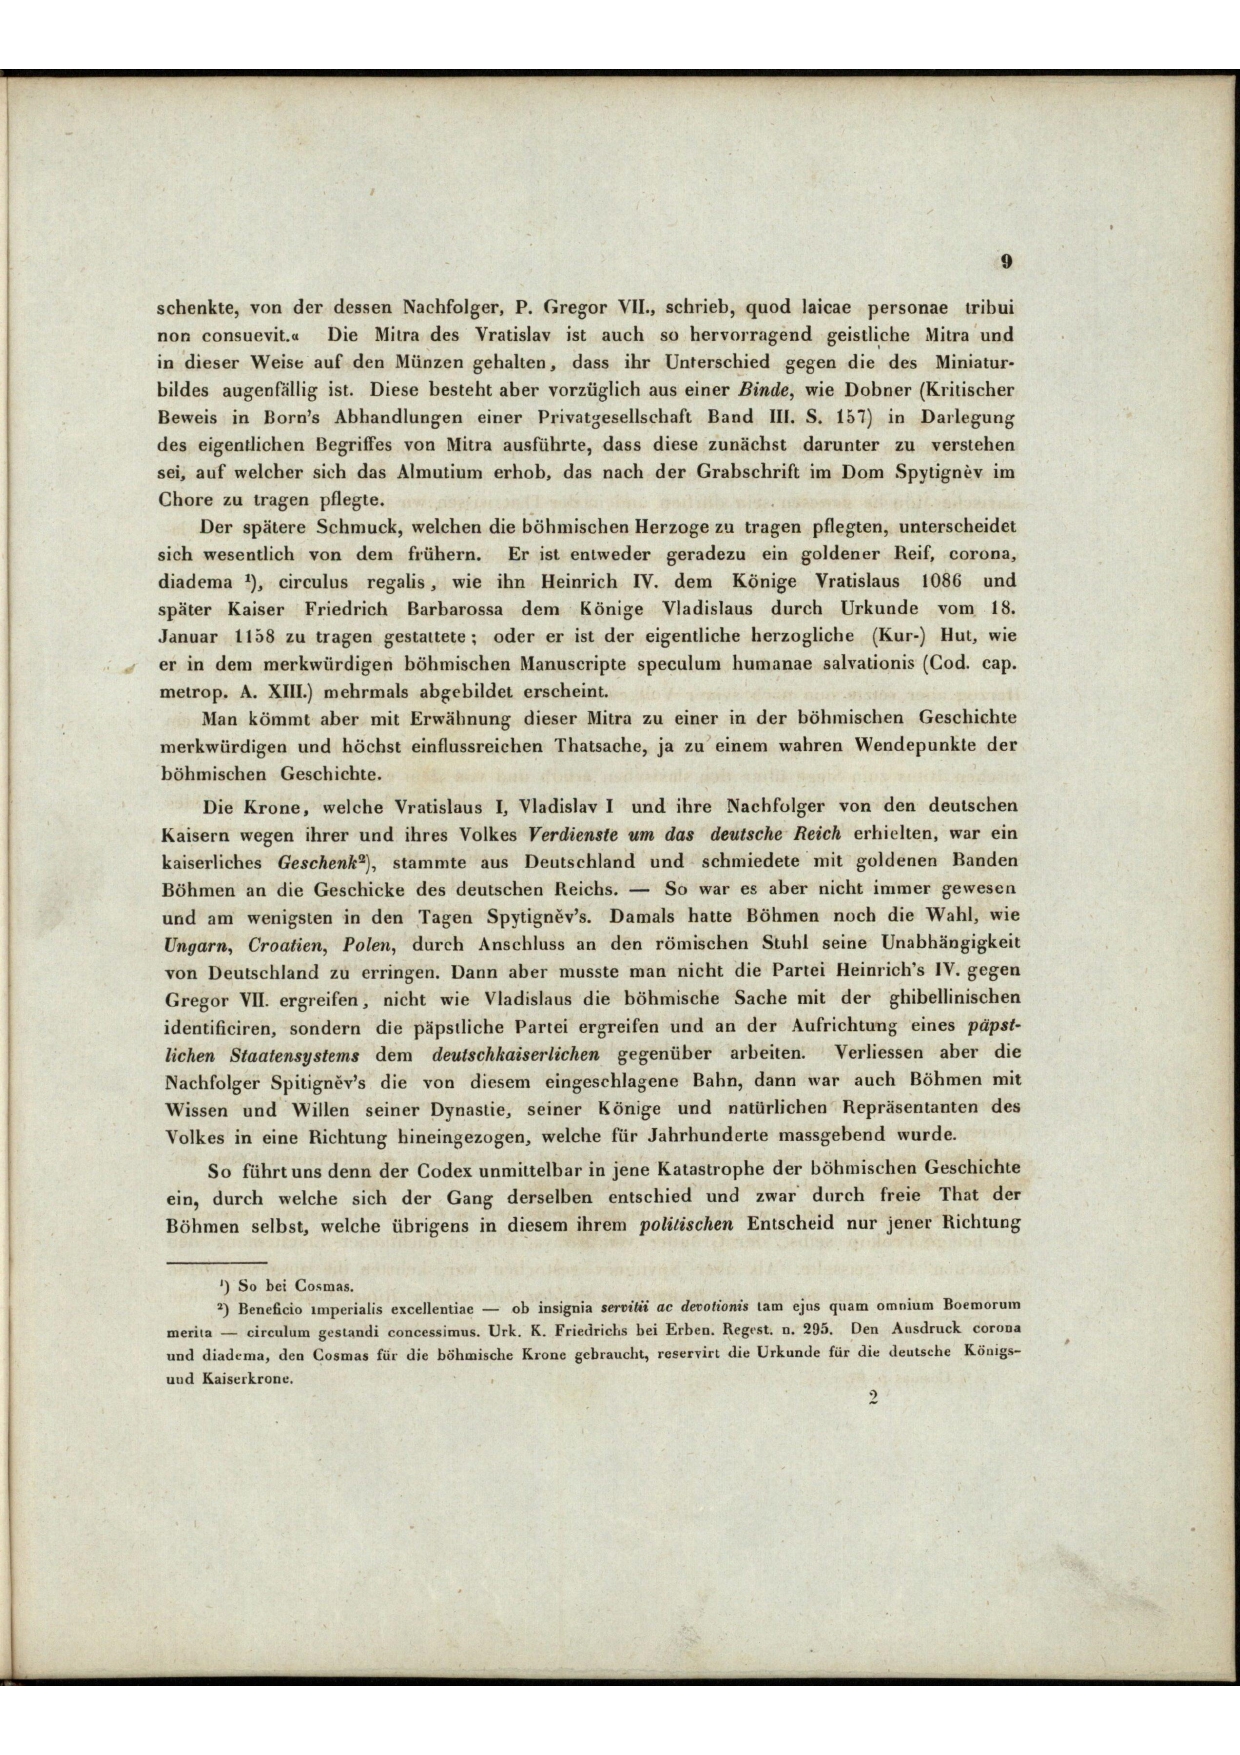 9
schenkte, von der dessen Nachfolger, P. Gregor VII., schrieb, quod laicae personae tribui
non consuevit.« Die Mitra des Vratislav ist auch so hervorragend geistliche Mitra und
in dieser Weise auf den Münzen gehalten, dass ihr Unterschied gegen die des Miniatur-
bildes augenfällig ist. Diese besteht aber vorzüglich aus einer Binde, wie Dobner (Kritischer
Beweis in Born's Abhandlungen einer Privatgesellschaft Band III. S. 157) in Darlegung
des eigentlichen Begriffes von Mitra ausführte, dass diese zunächst darunter zu verstehen
sei, auf welcher sich das Almutium erhob, das nach der Grabschrift im Dom Spytignèv im
Chore zu tragen pflegte.
Der spätere Schmuck, welchen die böhmischen Herzoge zu tragen pflegten, unterscheidet
sich wesentlich von dem frühern. Er ist entweder geradezu ein goldener Reif, corona,
diadema ¹), circulus regalis, wie ihn Heinrich IV. dem Könige Vratislaus 1086 und
später Kaiser Friedrich Barbarossa dem Könige Vladislaus durch Urkunde vom 18.
Januar 1158 zu tragen gestattete; oder er ist der eigentliche herzogliche (Kur-) Hut, wie
er in dem merkwürdigen böhmischen Manuscripte speculum humanae salvationis (Cod. cap.
metrop. A. XIII.) mehrmals abgebildet erscheint.
Man kömmt aber mit Erwähnung dieser Mitra zu einer in der böhmischen Geschichte
merkwürdigen und höchst einflussreichen Thatsache, ja zu einem wahren Wendepunkte der
böhmischen Geschichte.
Die Krone, welche Vratislaus I, Vladislav I und ihre Nachfolger von den deutschen
Kaisern wegen ihrer und ihres Volkes Verdienste um das deutsche Reich erhielten, war ein
kaiserliches Geschenk²), stammte aus Deutschland und schmiedete mit goldenen Banden
Böhmen an die Geschicke des deutschen Reichs. — So war es aber nicht immer gewesen
und am wenigsten in den Tagen Spytigněv's. Damals hatte Böhmen noch die Wahl, wie
Ungarn, Croatien, Polen, durch Anschluss an den römischen Stuhl seine Unabhängigkeit
von Deutschland zu erringen. Dann aber musste man nicht die Partei Heinrich's IV. gegen
Gregor VII. ergreifen, nicht wie Vladislaus die böhmische Sache mit der ghibellinischen
identificiren, sondern die päpstliche Partei ergreifen und an der Aufrichtung eines päpst-
lichen Staatensystems dem deutschkaiserlichen gegenüber arbeiten. Verliessen aber die
Nachfolger Spitigněv's die von diesem eingeschlagene Bahn, dann war auch Böhmen mit
Wissen und Willen seiner Dynastie, seiner Könige und natürlichen Repräsentanten des
Volkes in eine Richtung hineingezogen, welche für Jahrhunderte massgebend wurde.
So führt uns denn der Codex unmittelbar in jene Katastrophe der böhmischen Geschichte
ein, durch welche sich der Gang derselben entschied und zwar durch freie That der
Böhmen selbst, welche übrigens in diesem ihrem politischen Entscheid nur jener Richtung
¹) So bei Cosmas.
²) Beneficio imperialis excellentiae — ob insignia servitii ac devotionis tam ejus quam omnium Boemorum
merita — circulum gestandi concessimus. Urk. K. Friedrichs bei Erben. Regest. n. 295. Den Ausdruck corona
und diadema, den Cosmas für die böhmische Krone gebraucht, reservirt die Urkunde für die deutsche Königs-
und Kaiserkrone.
2